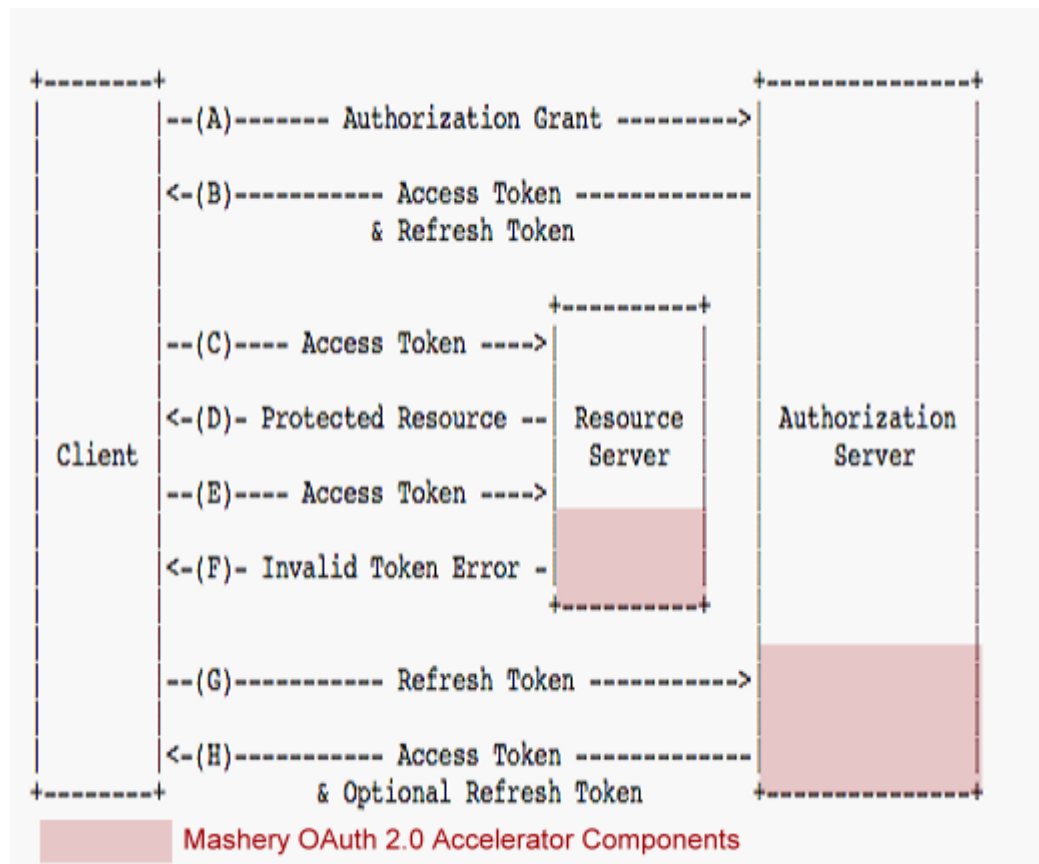 --(A)------- Authorization Grant --------->
<-(B)----------- Access Token -------------
& Refresh Token
--(C)---- Access Token ---->
<-(D)- Protected Resource --
Resource
Server
Authorization
Server
Client
--(E)---- Access Token ---->
<-(F)- Invalid Token Error -
--(G)----------- Refresh Token ----------->
<-(H)----------- Access Token -------------
& Optional Refresh Token
Mashery OAuth 2.0 Accelerator Components